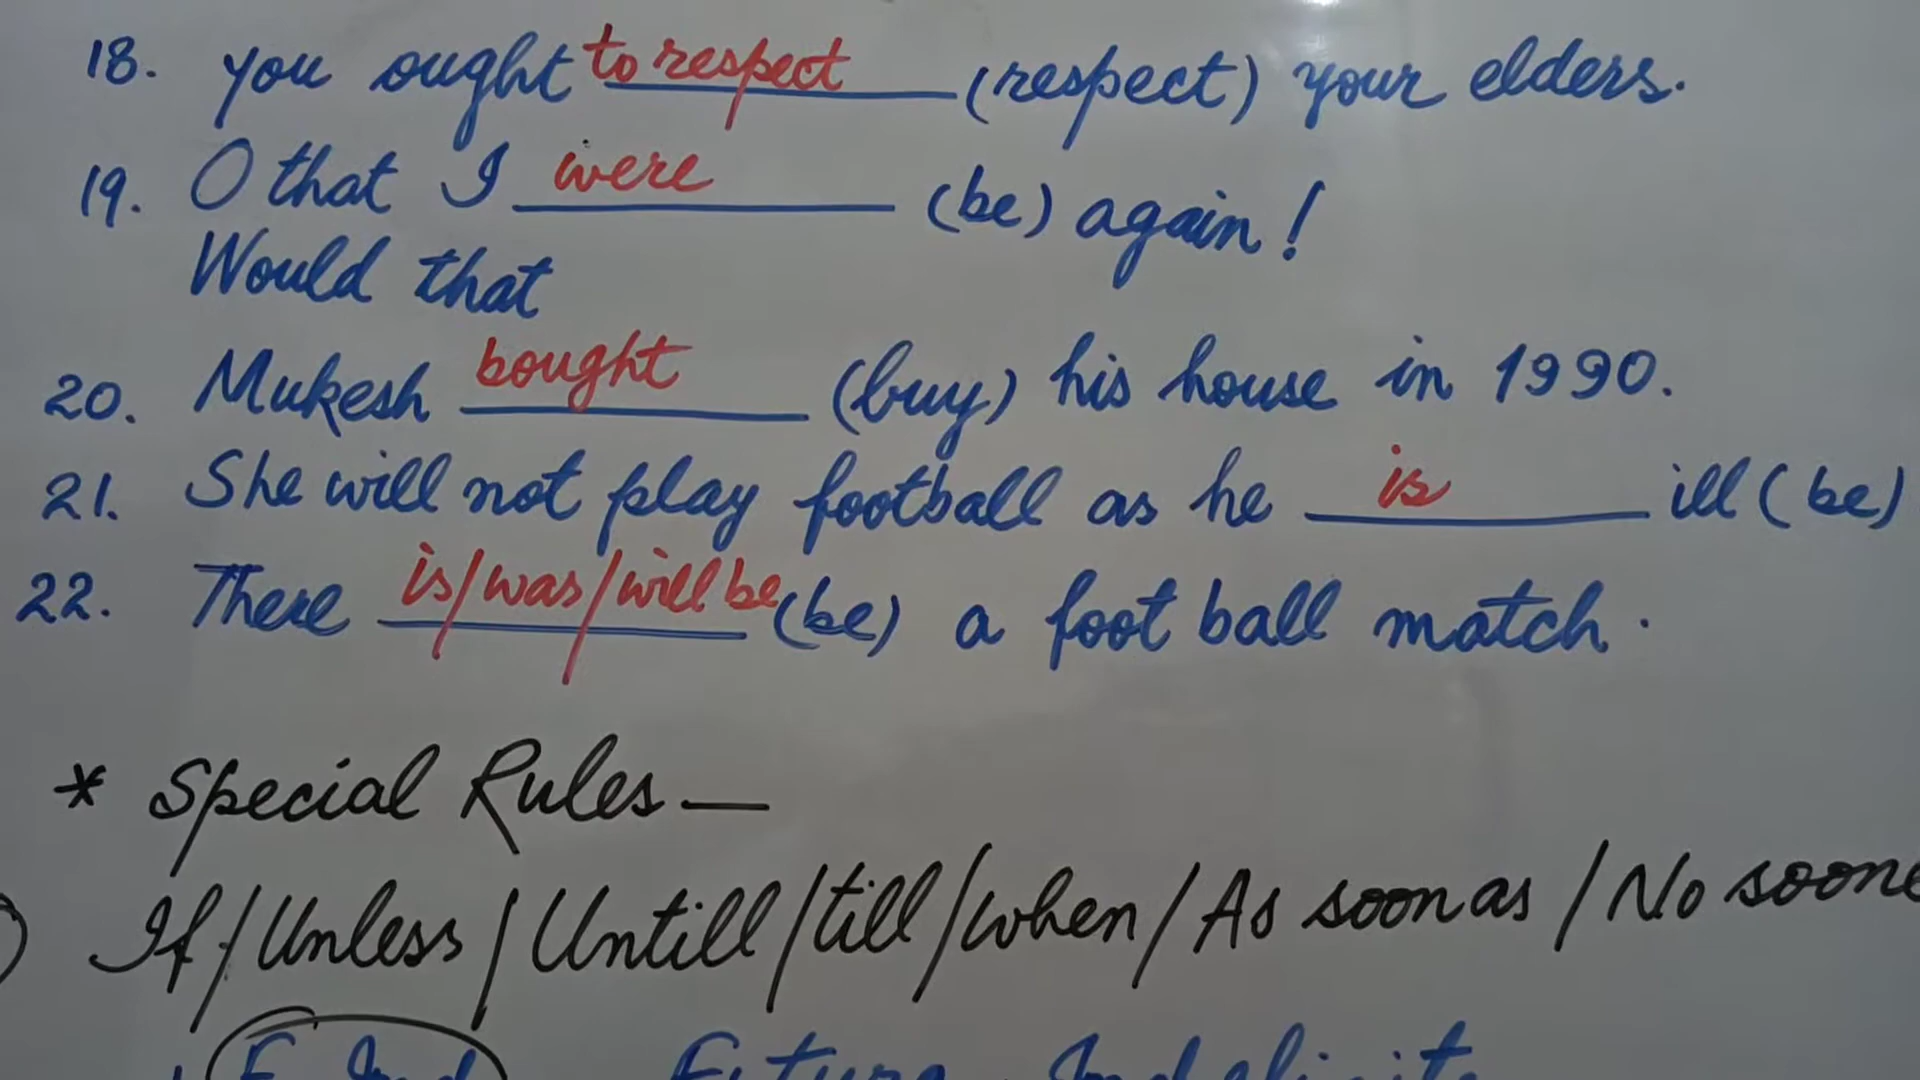 18. you ought to respect (respect) your elders.
19. O that I were (be) again!
Would that
20. Mukesh bought (buy) his house in 1990.
21. She will not play football as he is ill (be)
22. There is/was/will be (be) a foot ball match.
* Special Rules —
If/Unless/Untill/till/when/As soon as/No soone
Future Indefinite